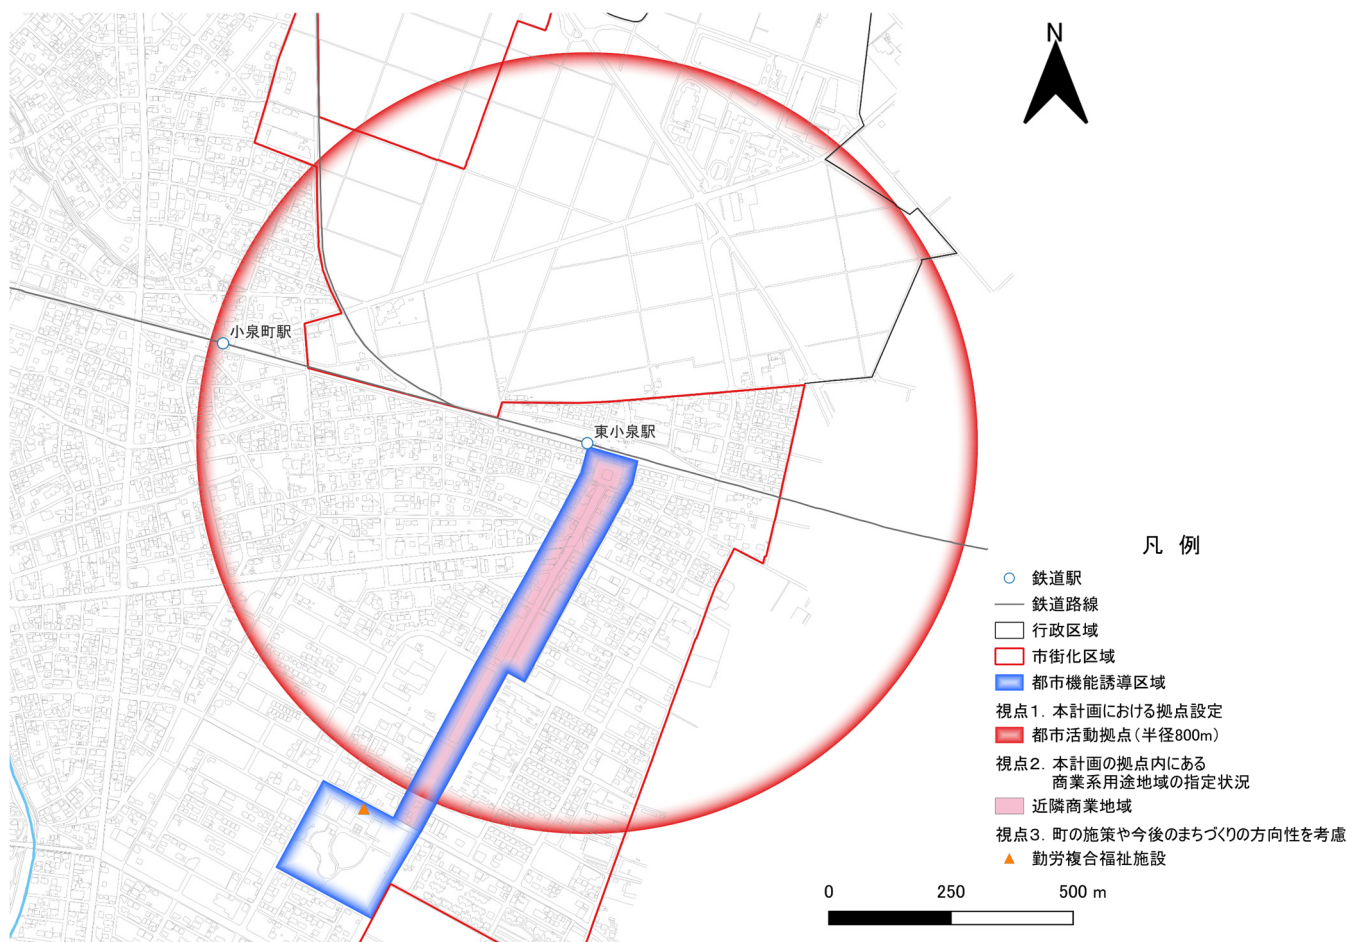 N
小泉町駅
東小泉駅
凡 例
鉄道駅
鉄道路線
行政区域
市街化区域
都市機能誘導区域
視点1．本計画における拠点設定
都市活動拠点（半径800m）
視点2．本計画の拠点内にある
商業系用途地域の指定状況
近隣商業地域
視点3．町の施策や今後のまちづくりの方向性を考慮
勤労複合福祉施設
0 250 500 m